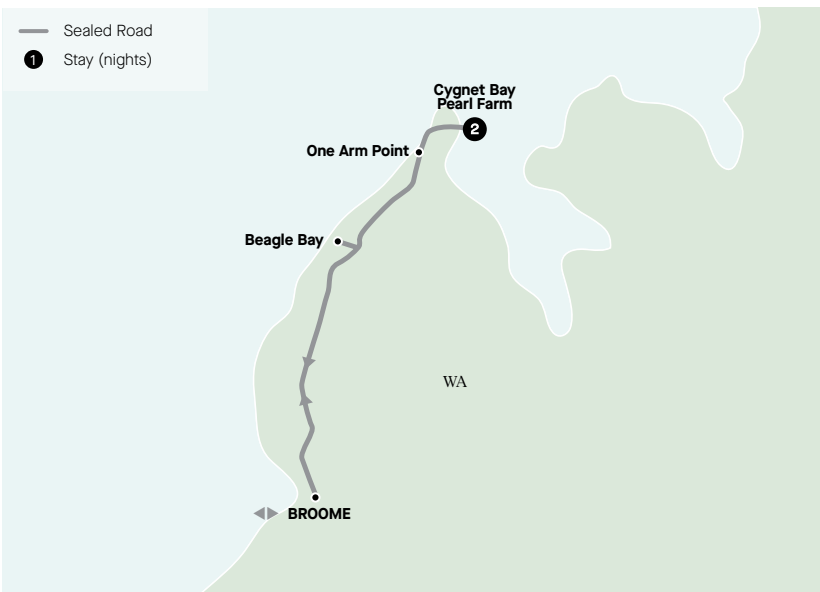 Sealed Road
1
Stay (nights)
Cygnet Bay
Pearl Farm
2
One Arm Point
Beagle Bay
WA
BROOME